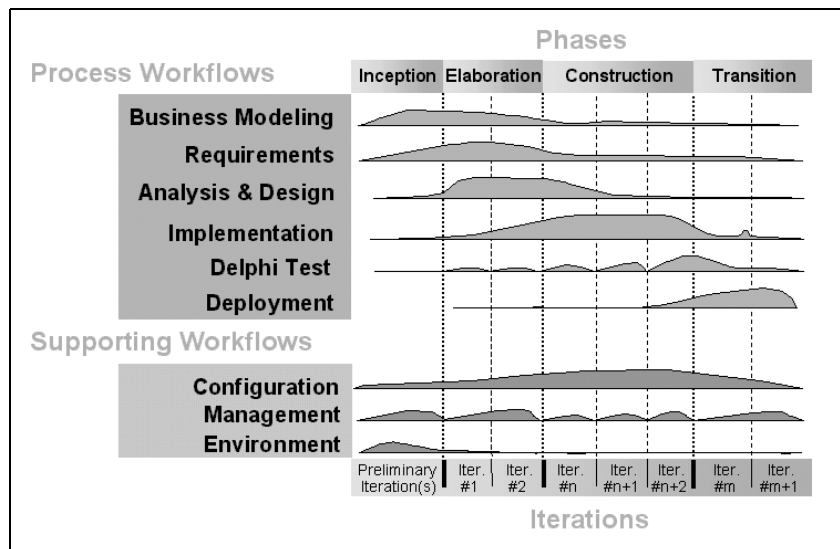 Phases
Process Workflows
Inception Elaboration Construction Transition
Business Modeling
Requirements
Analysis & Design
Implementation
Delphi Test
Deployment
Supporting Workflows
Configuration
Management
Environment
Preliminary Iteration(s)
Iter. #1
Iter. #2
Iter. #n
Iter. #n+1
Iter. #n+2
Iter. #m
Iter. #m+1
Iterations